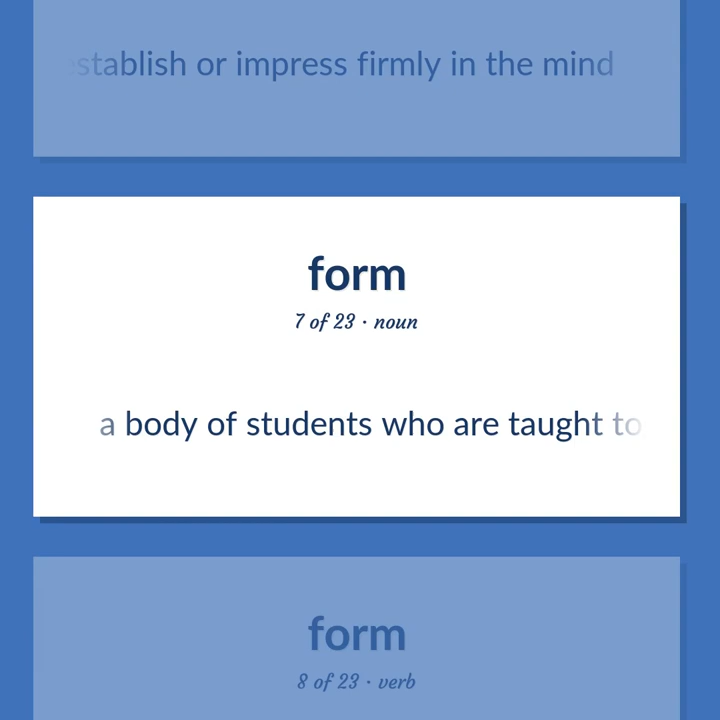 establish or impress firmly in the mind
form
7 of 23 · noun
a body of students who are taught to
form
8 of 23 · verb